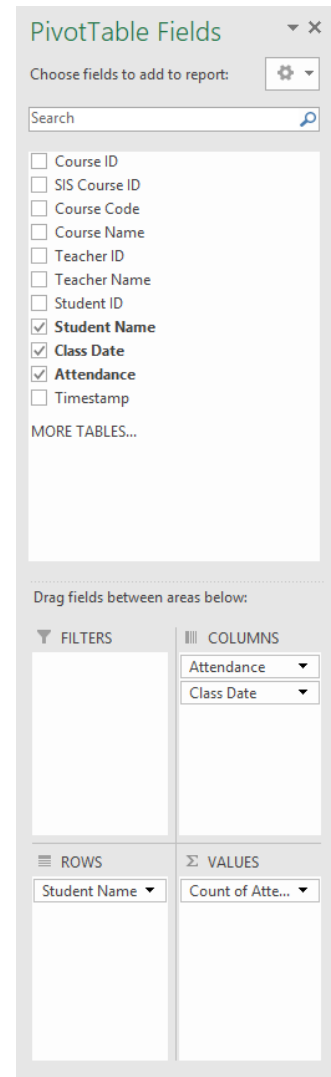 PivotTable Fields
Choose fields to add to report:
Search
Course ID
SIS Course ID
Course Code
Course Name
Teacher ID
Teacher Name
Student ID
Student Name
Class Date
Attendance
Timestamp
MORE TABLES...
Drag fields between areas below:
FILTERS
COLUMNS
Attendance
Class Date
ROWS
Σ VALUES
Student Name
Count of Atte...